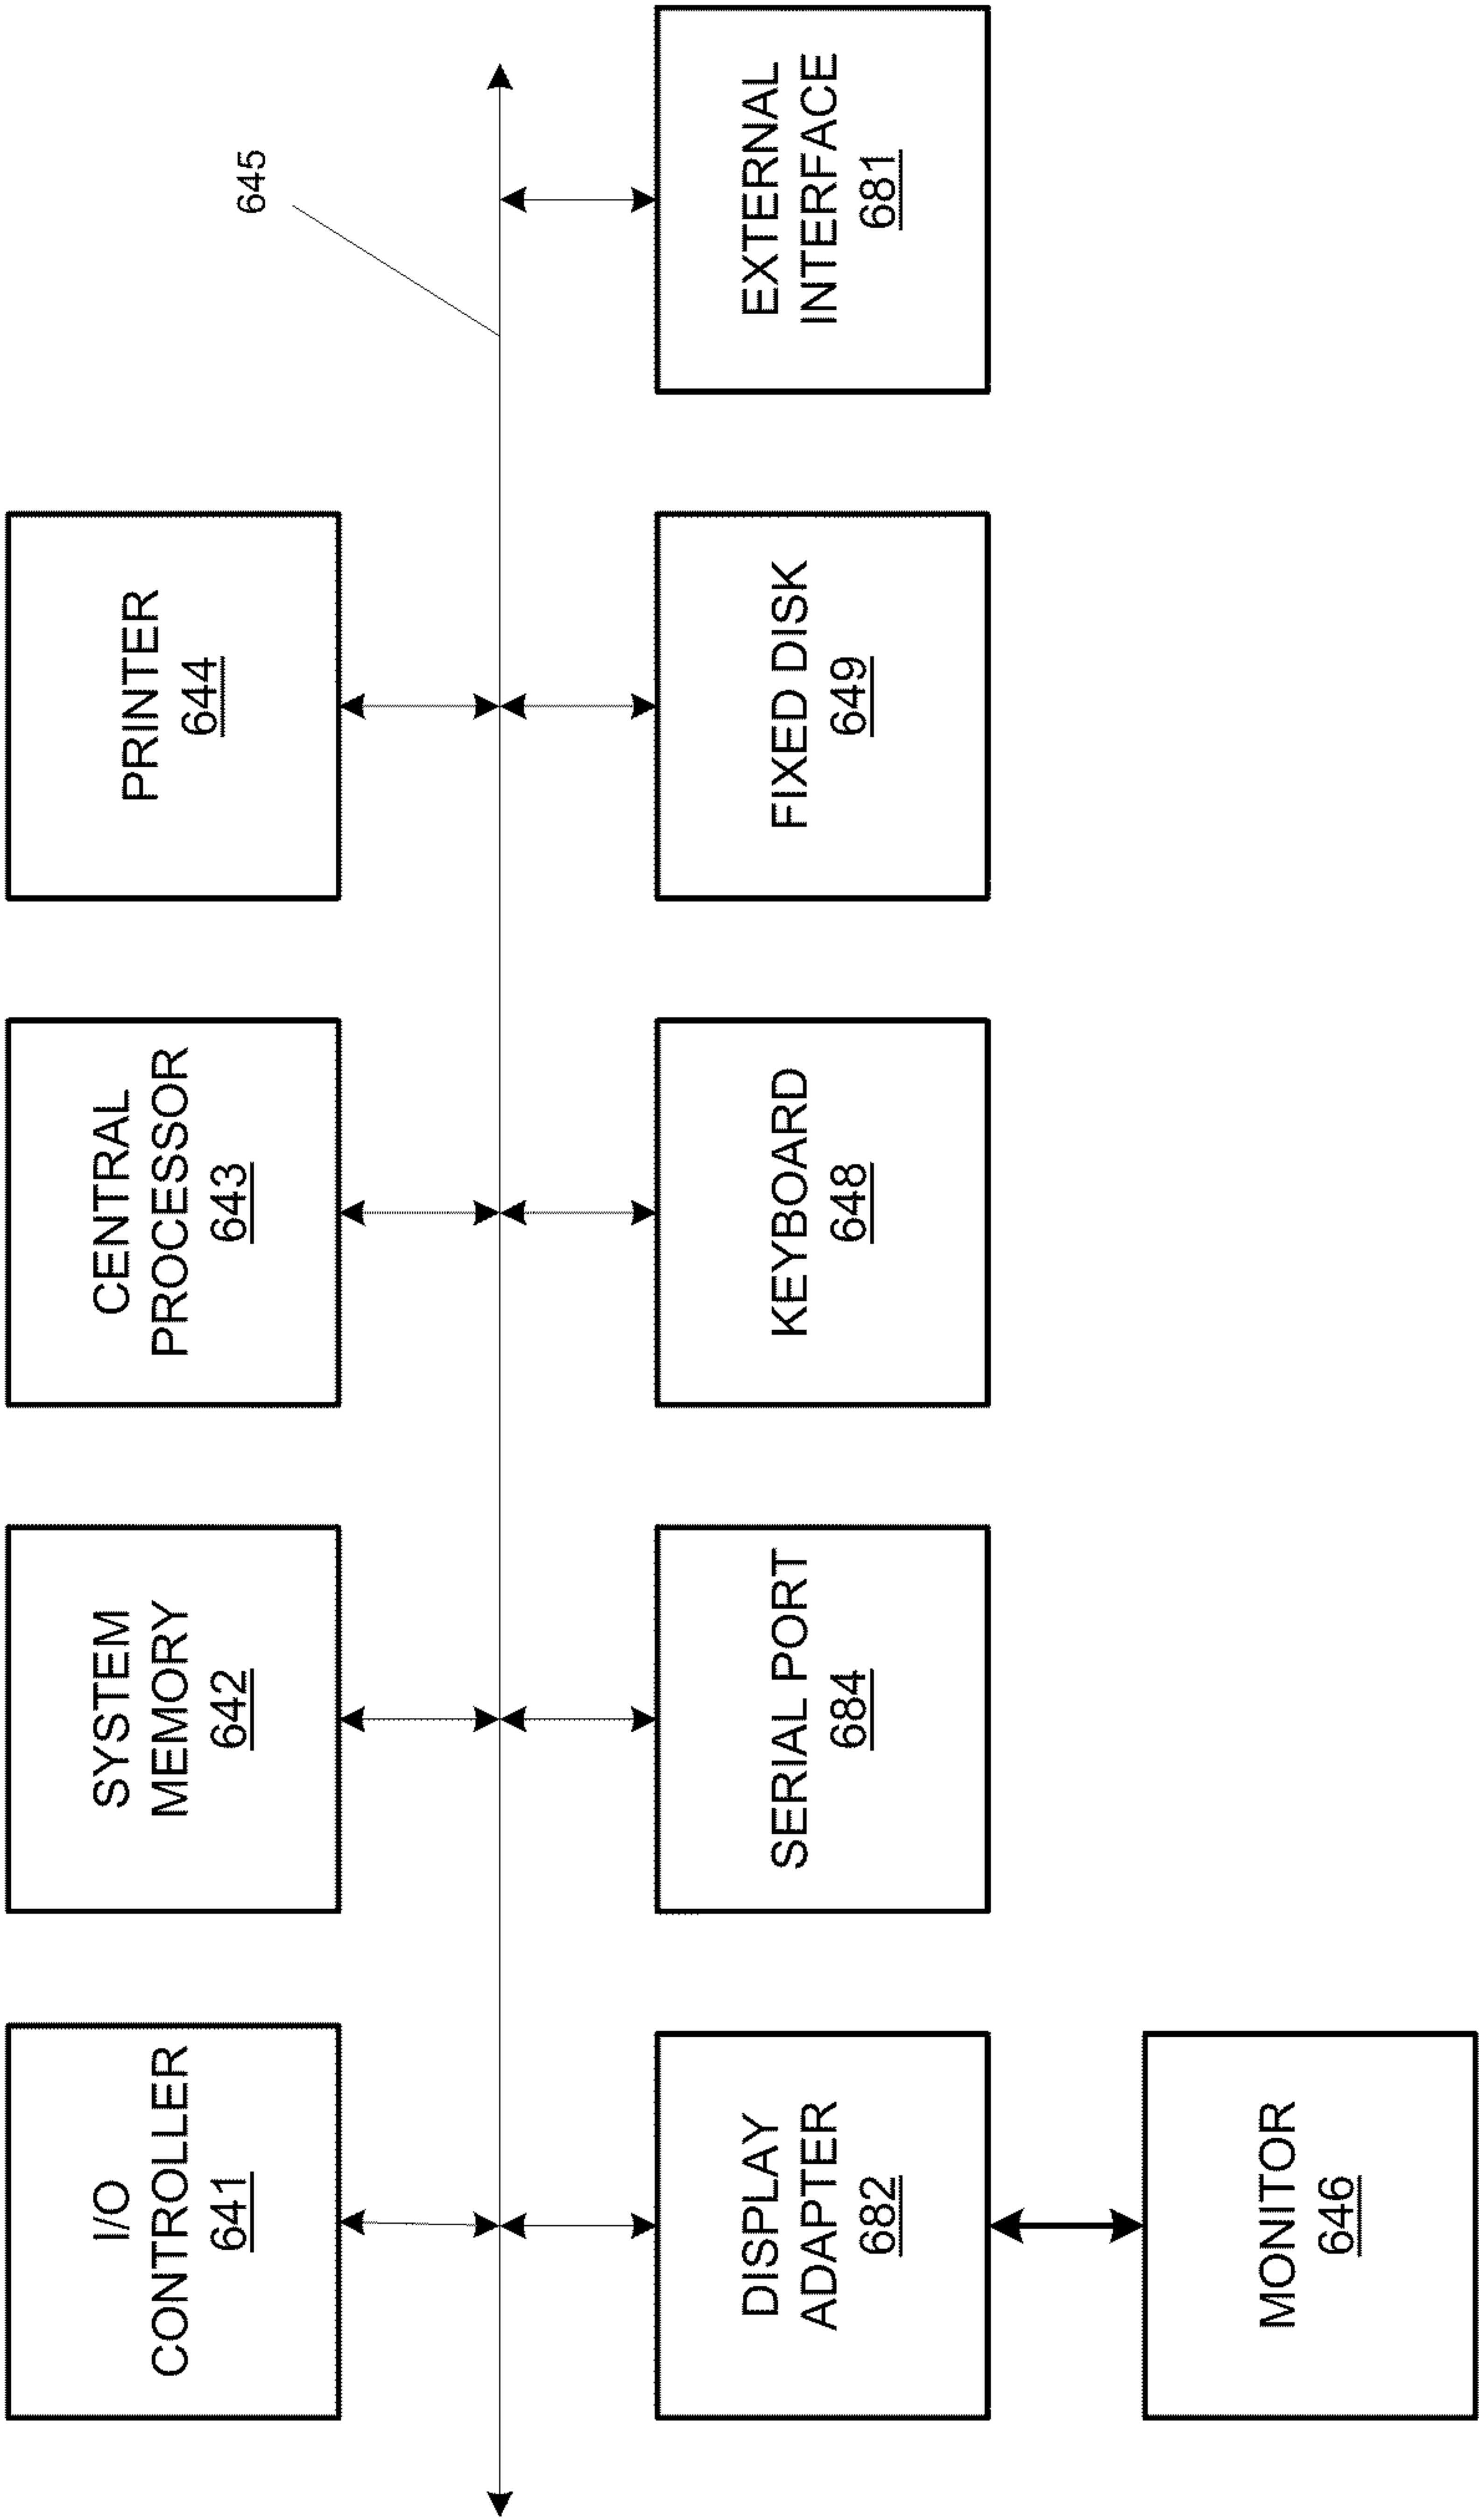 I/O
CONTROLLER
641
SYSTEM
MEMORY
642
CENTRAL
PROCESSOR
643
PRINTER
644
645
DISPLAY
ADAPTER
682
SERIAL PORT
684
KEYBOARD
648
FIXED DISK
649
EXTERNAL
INTERFACE
681
MONITOR
646